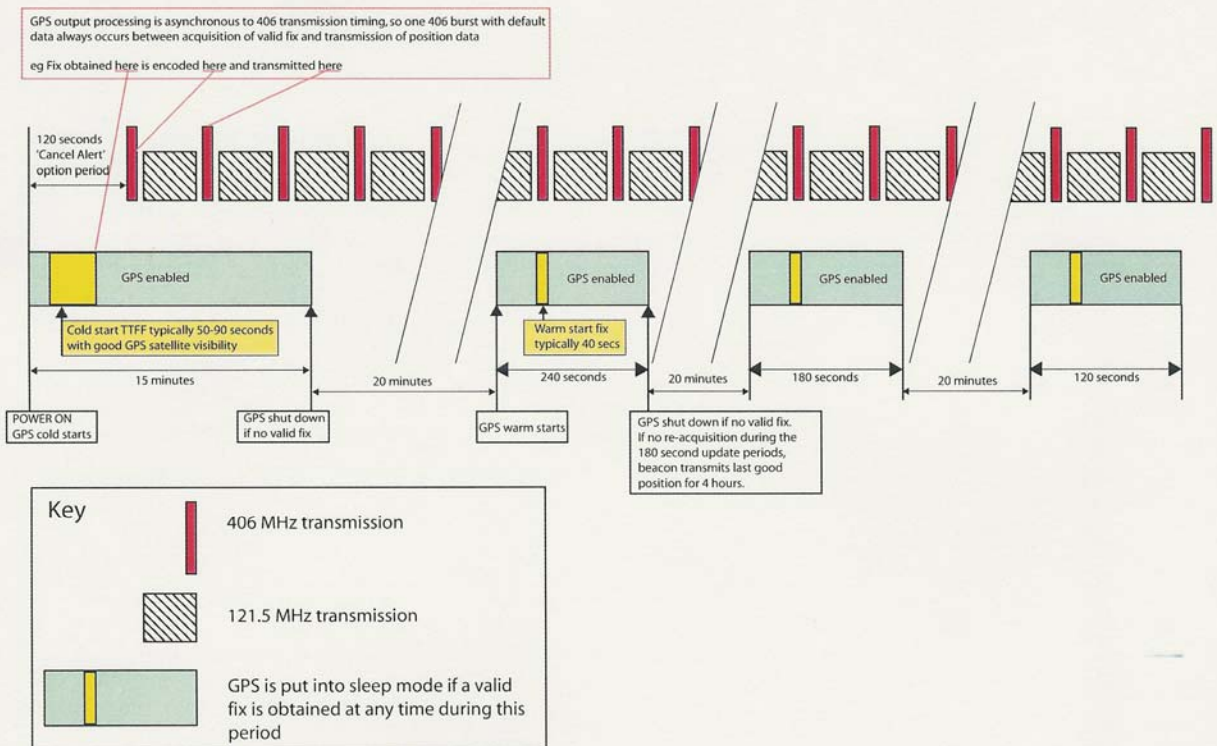 GPS output processing is asynchronous to 406 transmission timing, so one 406 burst with default
data always occurs between acquisition of valid fix and transmission of position data
eg Fix obtained here is encoded here and transmitted here
120 seconds
'Cancel Alert'
option period
GPS enabled
GPS enabled
GPS enabled
GPS enabled
Cold start TTFF typically 50-90 seconds
with good GPS satellite visibility
Warm start fix
typically 40 secs
15 minutes
20 minutes
240 seconds
20 minutes
180 seconds
20 minutes
120 seconds
POWER ON
GPS cold starts
GPS shut down
if no valid fix
GPS warm starts
GPS shut down if no valid fix.
If no re-acquisition during the
180 second update periods,
beacon transmits last good
position for 4 hours.
Key
406 MHz transmission
121.5 MHz transmission
GPS is put into sleep mode if a valid
fix is obtained at any time during this
period